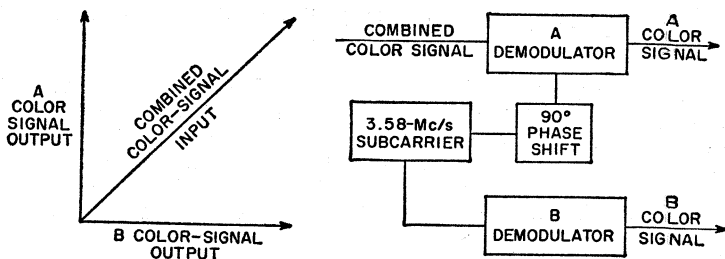 A
COLOR
SIGNAL
OUTPUT
COMBINED
COLOR-SIGNAL
INPUT
B COLOR-SIGNAL
OUTPUT
COMBINED
COLOR SIGNAL
A
DEMODULATOR
A
COLOR
SIGNAL
3.58-Mc/s
SUBCARRIER
90°
PHASE
SHIFT
B
DEMODULATOR
B
COLOR
SIGNAL